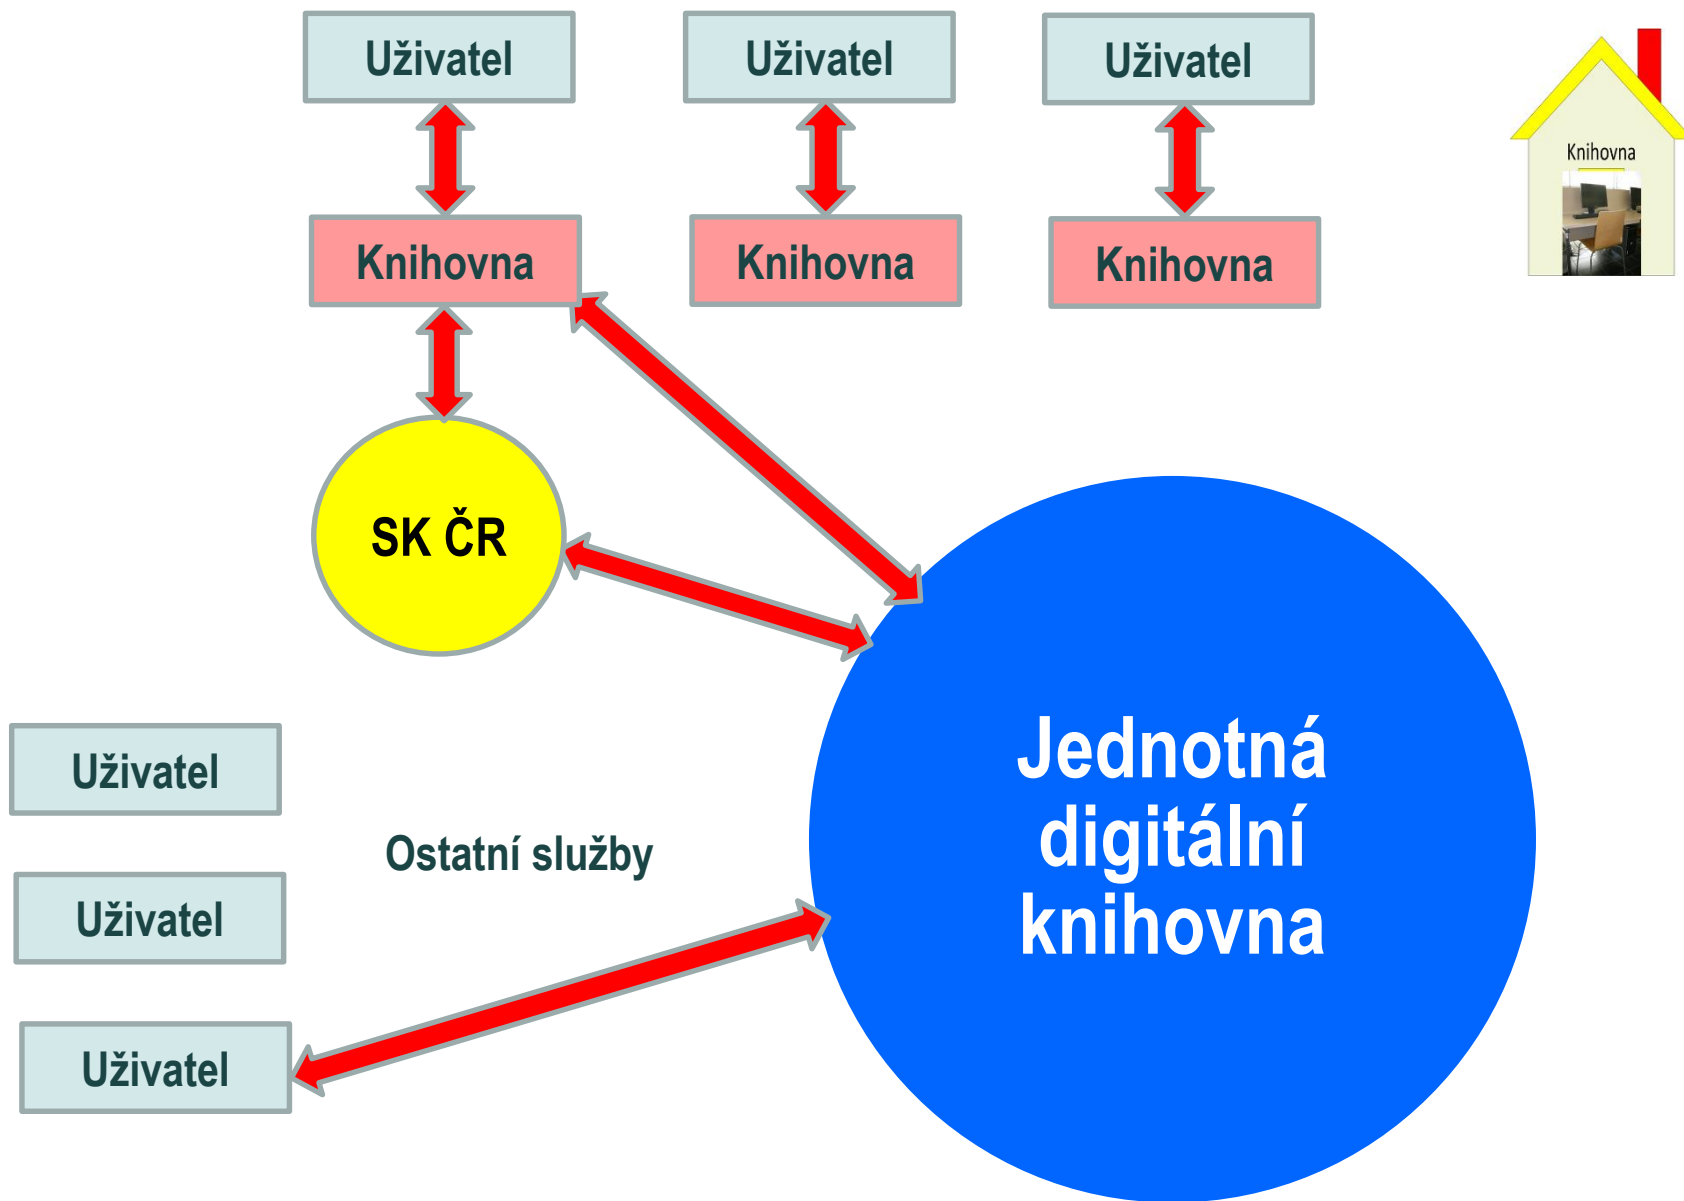 Uživatel
Uživatel
Uživatel
Knihovna
Knihovna
Knihovna
Knihovna
SK ČR
Jednotná
digitální
knihovna
Uživatel
Ostatní služby
Uživatel
Uživatel